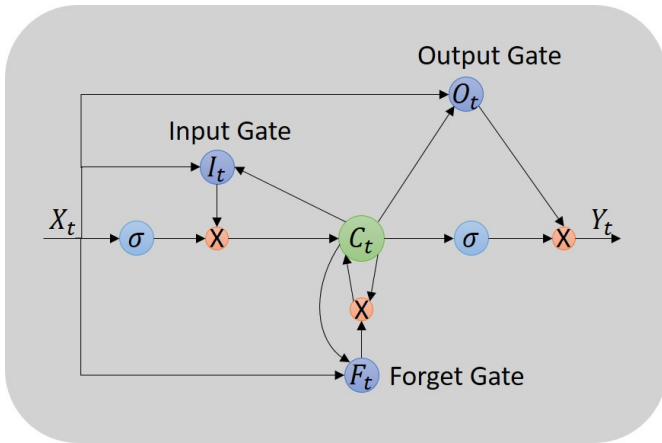 Output Gate
O_t
Input Gate
I_t
X_t
σ
X
C_t
σ
X
Y_t
X
F_t
Forget Gate